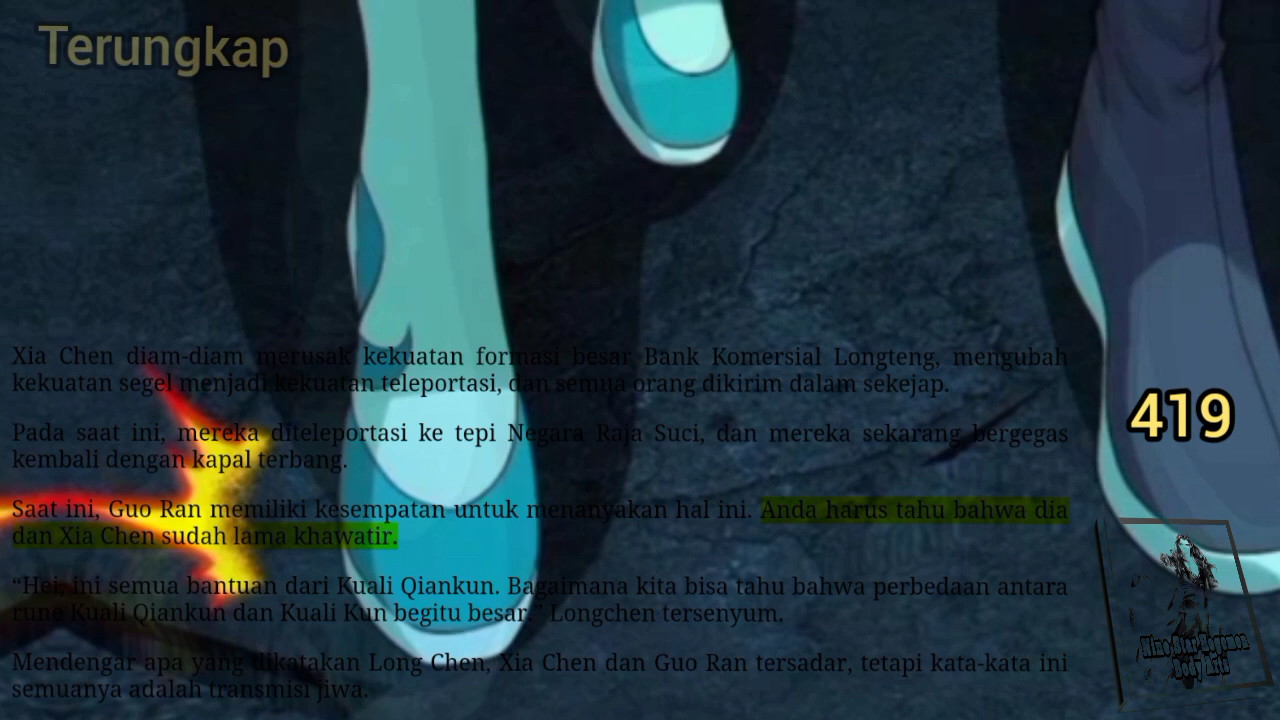 Terungkap
Xia Chen diam-diam merusak kekuatan formasi besar Bank Komersial Longteng, mengubah
kekuatan segel menjadi kekuatan teleportasi, dan semua orang dikirim dalam sekejap.
Pada saat ini, mereka diteleportasi ke tepi Negara Raja Suci, dan mereka sekarang bergegas
kembali dengan kapal terbang.
419
Saat ini, Guo Ran memiliki kesempatan untuk menanyakan hal ini. Anda harus tahu bahwa dia
dan Xia Chen sudah lama khawatir.
“Hei, ini semua bantuan dari Kuali Qiankun. Bagaimana kita bisa tahu bahwa perbedaan antara
rune Kuali Qiankun dan Kuali Kun begitu besar.” Longchen tersenyum.
Mendengar apa yang dikatakan Long Chen, Xia Chen dan Guo Ran tersadar, tetapi kata-kata ini
semuanya adalah transmisi jiwa.
Body Arts